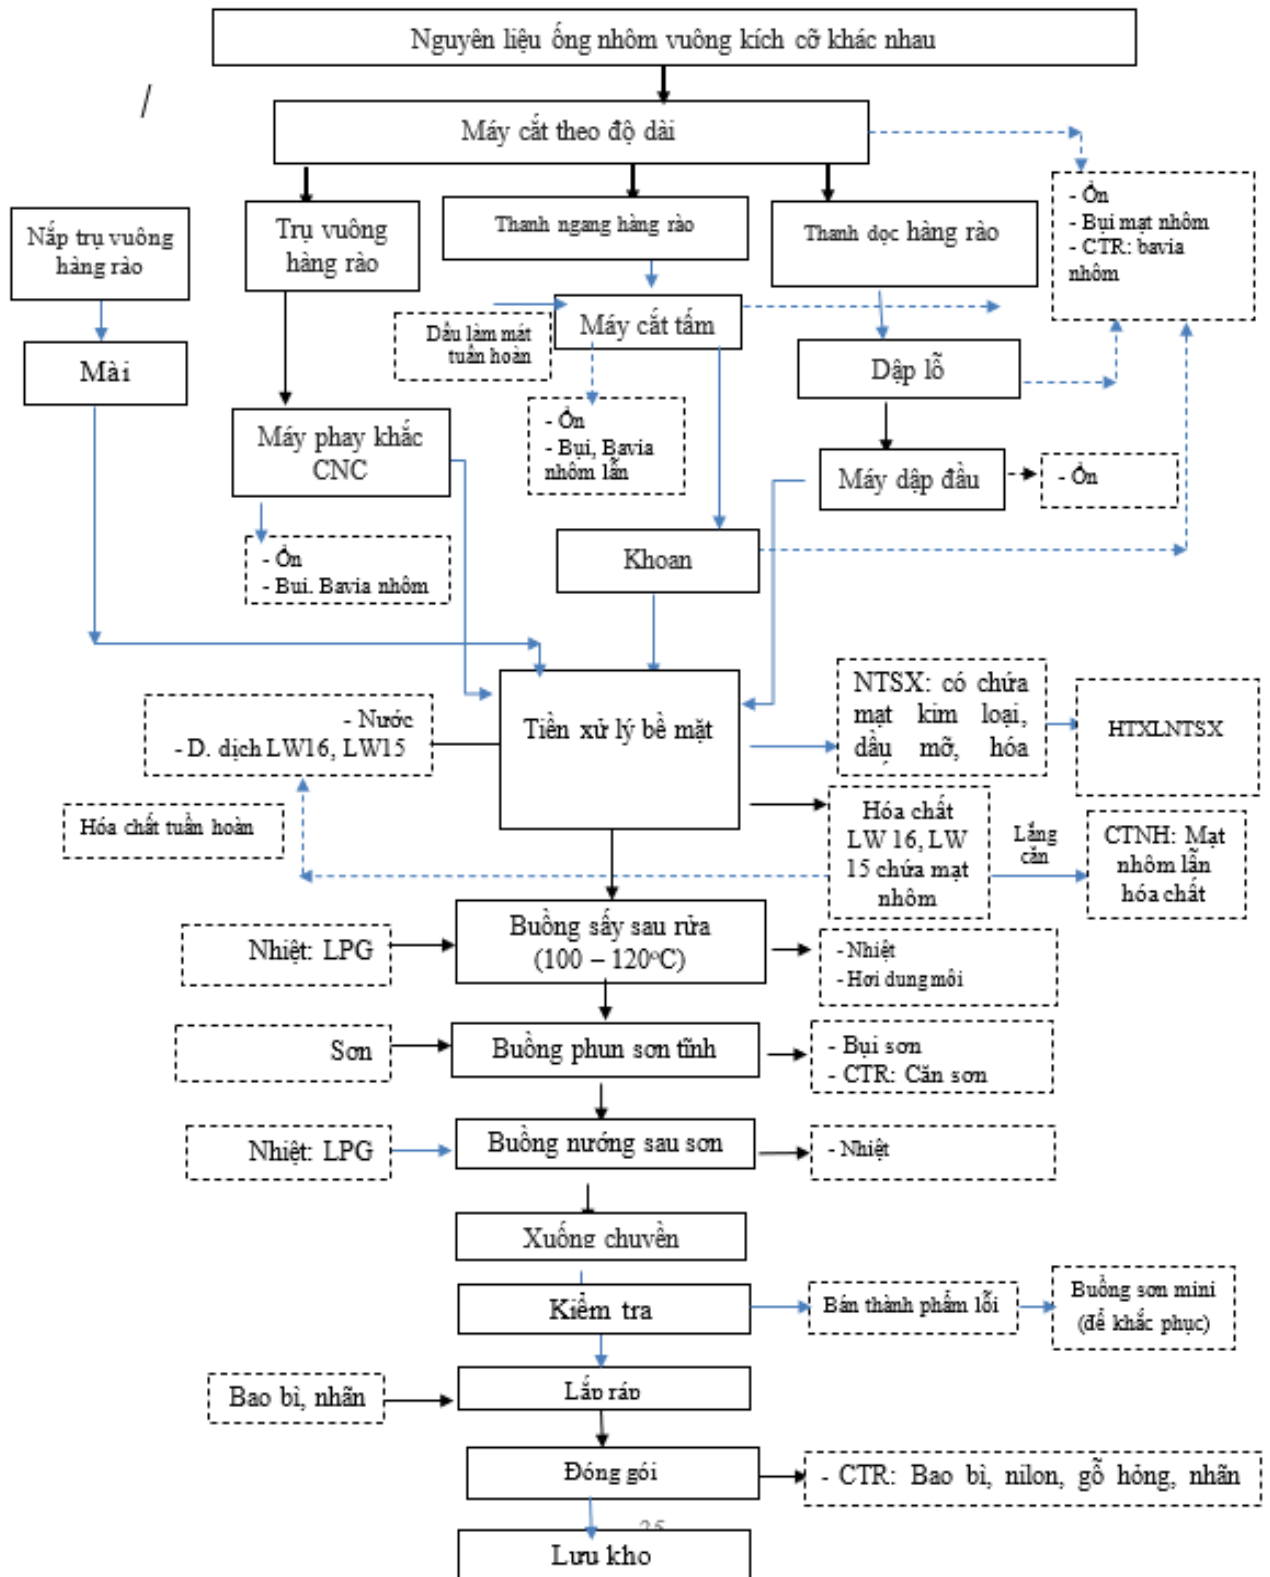 Nguyên liệu ống nhôm vuông kích cỡ khác nhau
/
Máy cắt theo độ dài
- Ồn
- Bụi mạt nhôm
- CTR: bavia
nhôm
Nắp trụ vuông
hàng rào
Trụ vuông
hàng rào
Thanh ngang hàng rào
Thanh dọc hàng rào
Mài
Dầu làm mát
tuần hoàn
Máy cắt tấm
Dập lỗ
Máy phay khắc
CNC
- Ồn
- Bụi, Bavia
nhôm lẫn
Máy dập đầu
- Ồn
- Ồn
- Bui. Bavia nhôm
Khoan
- Nước
- D. dịch LW16, LW15
Tiền xử lý bề mặt
NTSX: có chứa
mạt kim loại,
dầu mỡ, hóa
HTXLNTSX
Hóa chất tuần hoàn
Hóa chất
LW 16, LW
15 chứa mạt
nhôm
Lắng
cặn
CTNH: Mạt
nhôm lẫn
hóa chất
Nhiệt: LPG
Buồng sấy sau rửa
(100 – 120°C)
- Nhiệt
- Hơi dung môi
Sơn
Buồng phun sơn tĩnh
- Bụi sơn
- CTR: Cặn sơn
Nhiệt: LPG
Buồng nướng sau sơn
- Nhiệt
Xuống chuyền
Kiểm tra
Bán thành phẩm lỗi
Buồng sơn mini
(để khắc phục)
Bao bì, nhãn
Lắp ráp
Đóng gói
- CTR: Bao bì, nilon, gỗ hỏng, nhãn
25
Lưu kho